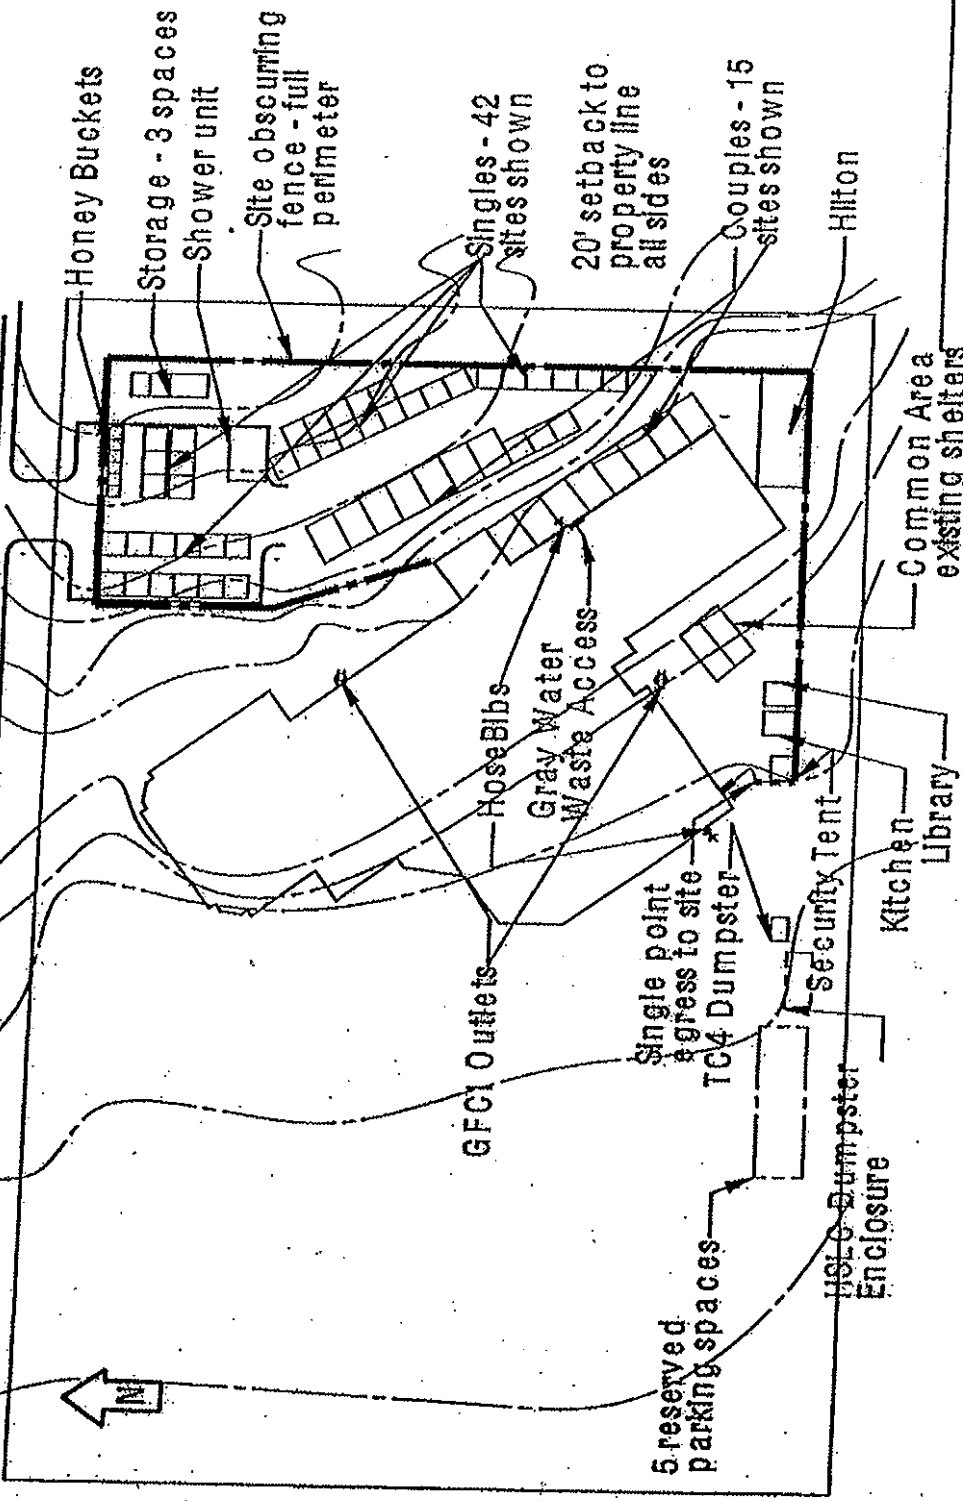 Honey Buckets
Storage - 3 spaces
Shower unit
Site obscurring
fence - full
perimeter
Singles - 42
sites shown
20' setback to
property line
all sides
Couples - 15
sites shown
Hilton
Common Area
existing shelters
Hose Bibs
Gray Water
Waste Access
GFCI Outlets
Single point
egress to site
TC4 Dumpster
Security Tent
Kitchen
Library
HSLC Dumpster
Enclosure
5 reserved
parking spaces
N